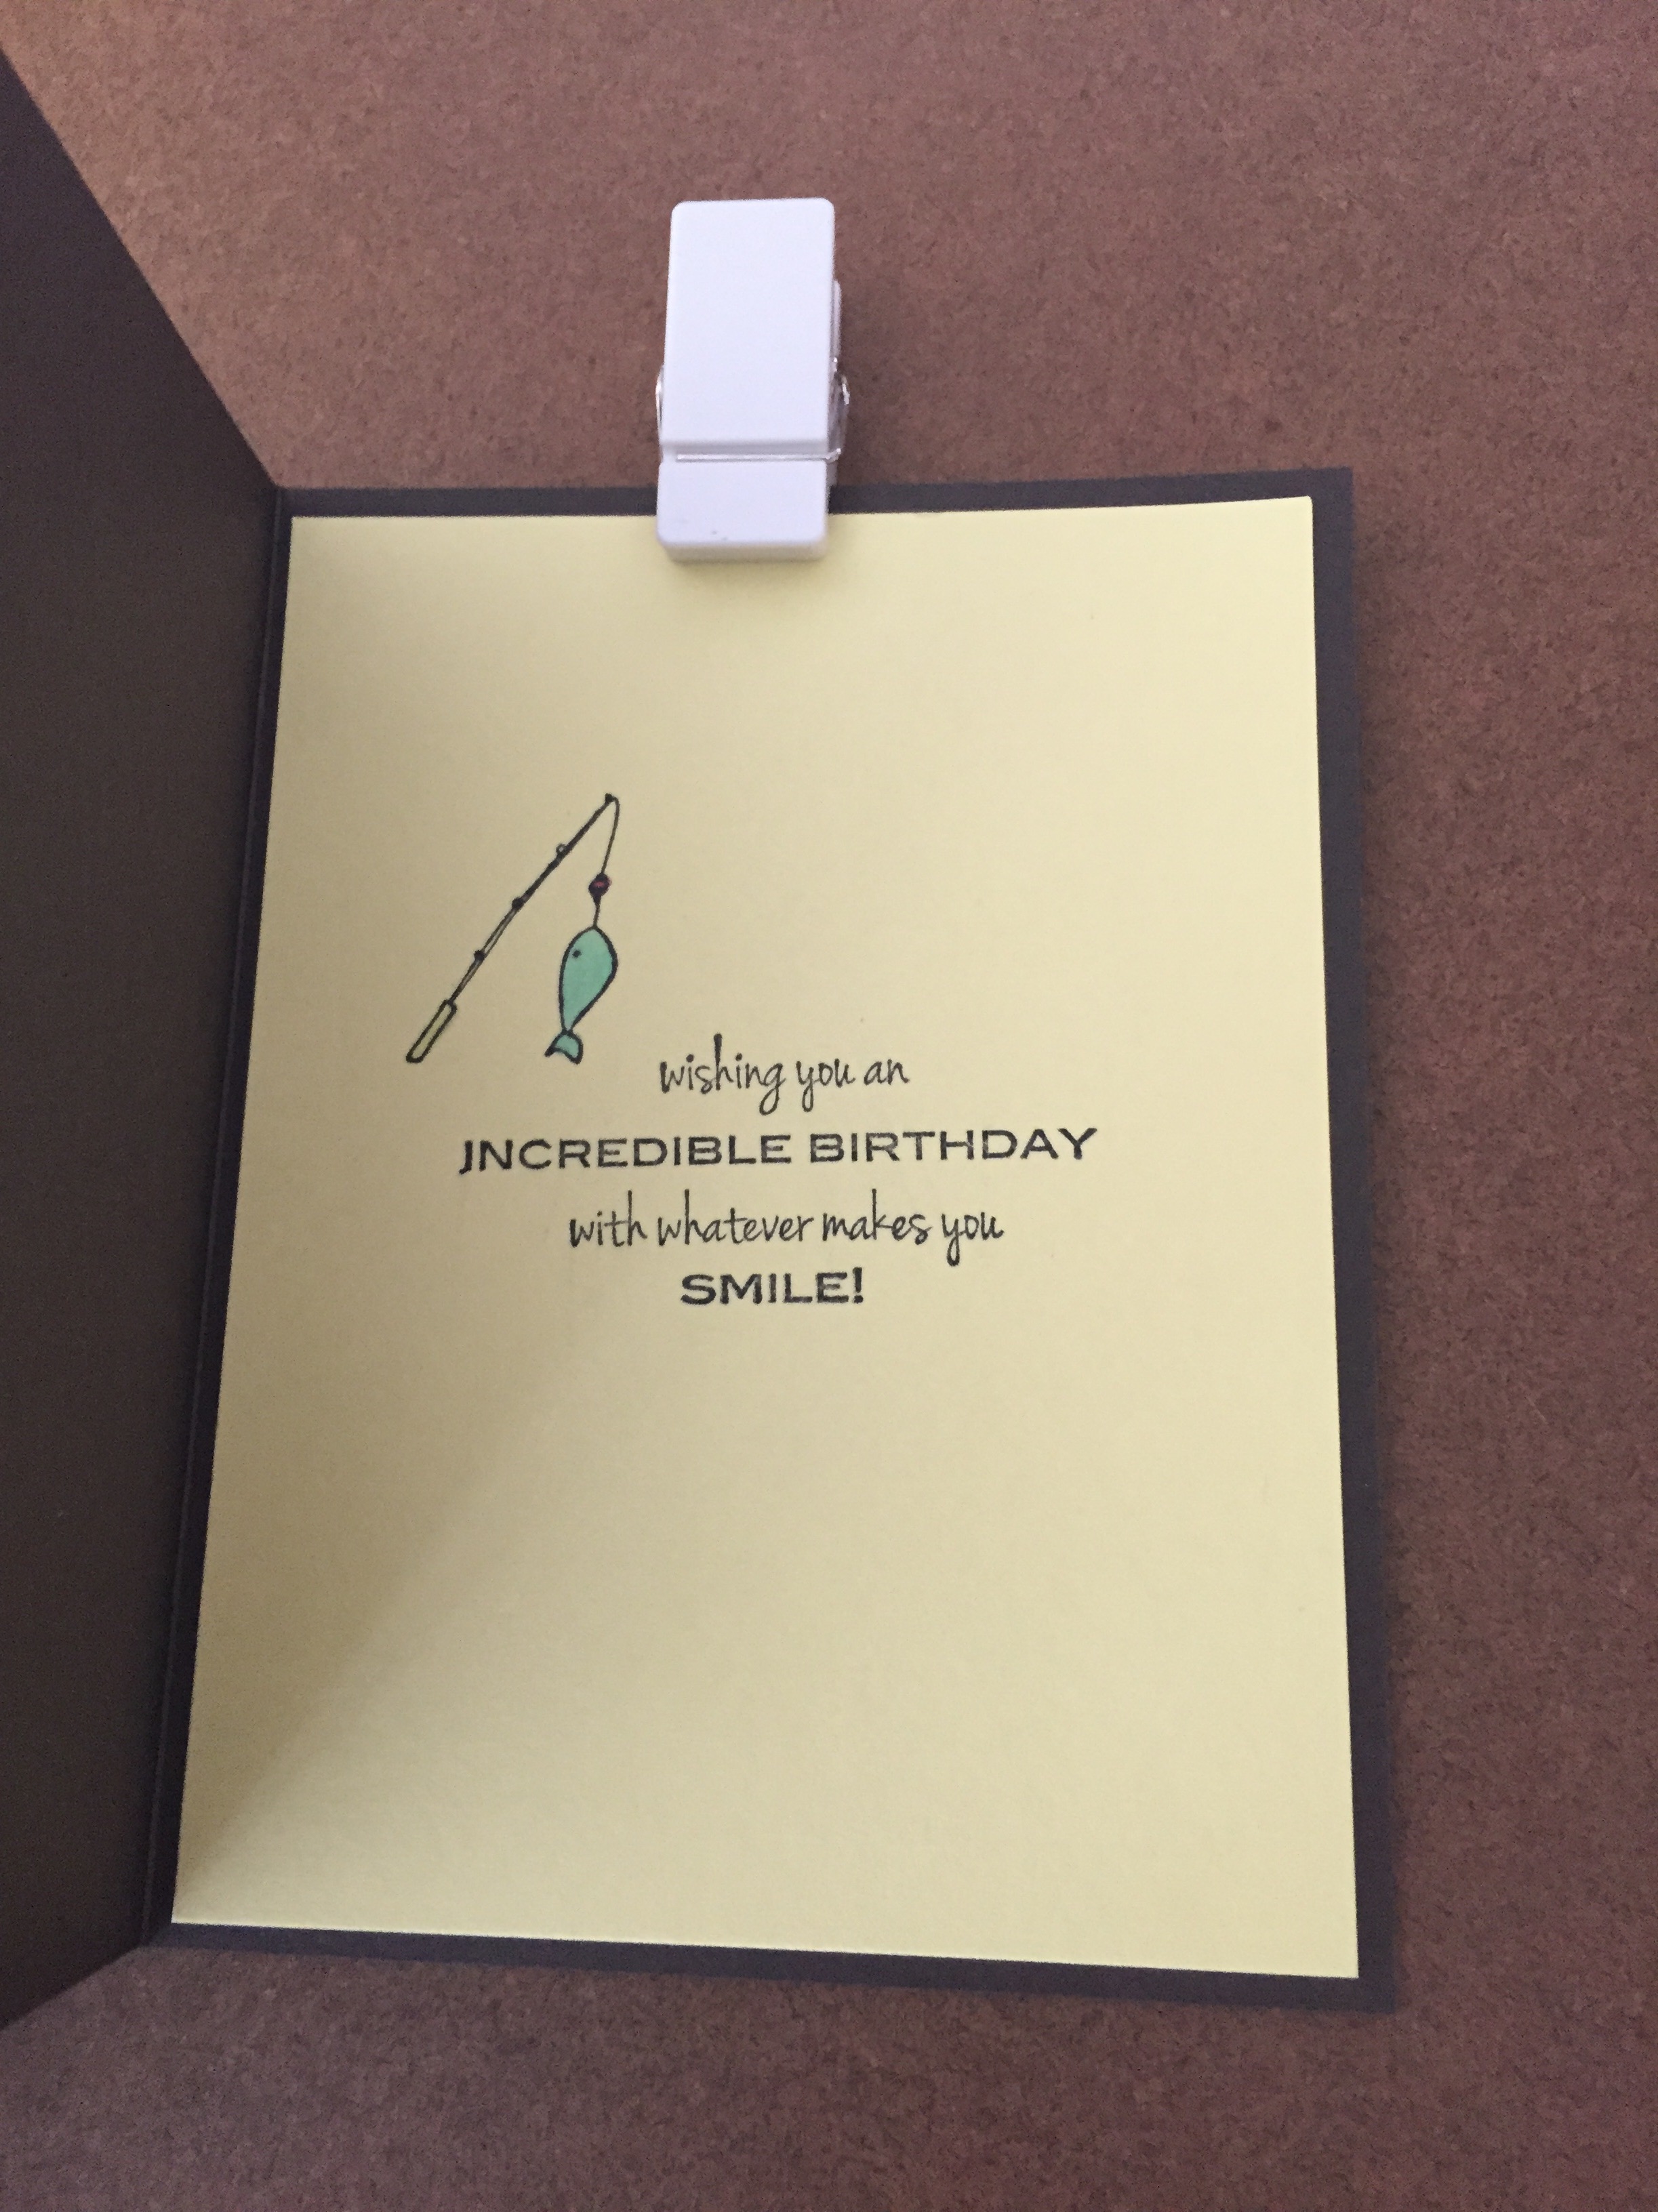 wishing you an
INCREDIBLE BIRTHDAY
with whatever makes you
SMILE!